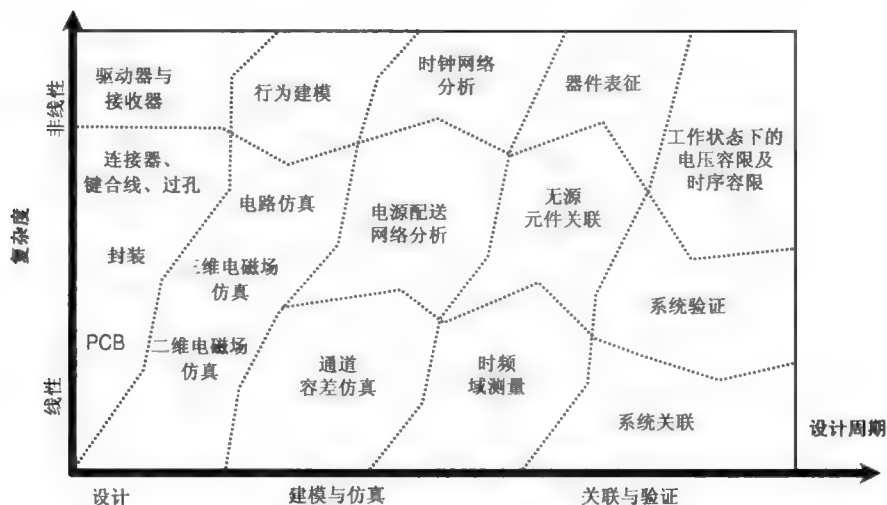 驱动器与
接收器
行为建模
时钟网络
分析
器件表征
工作状态下的
电压容限及
时序容限
连接器、
键合线、过孔
电路仿真
电源配送
网络分析
无源
元件关联
封装
三维电磁场
仿真
系统验证
PCB
二维电磁场
仿真
通道
容差仿真
时频
域测量
系统关联
非线性
复杂度
线性
设计周期
设计
建模与仿真
关联与验证